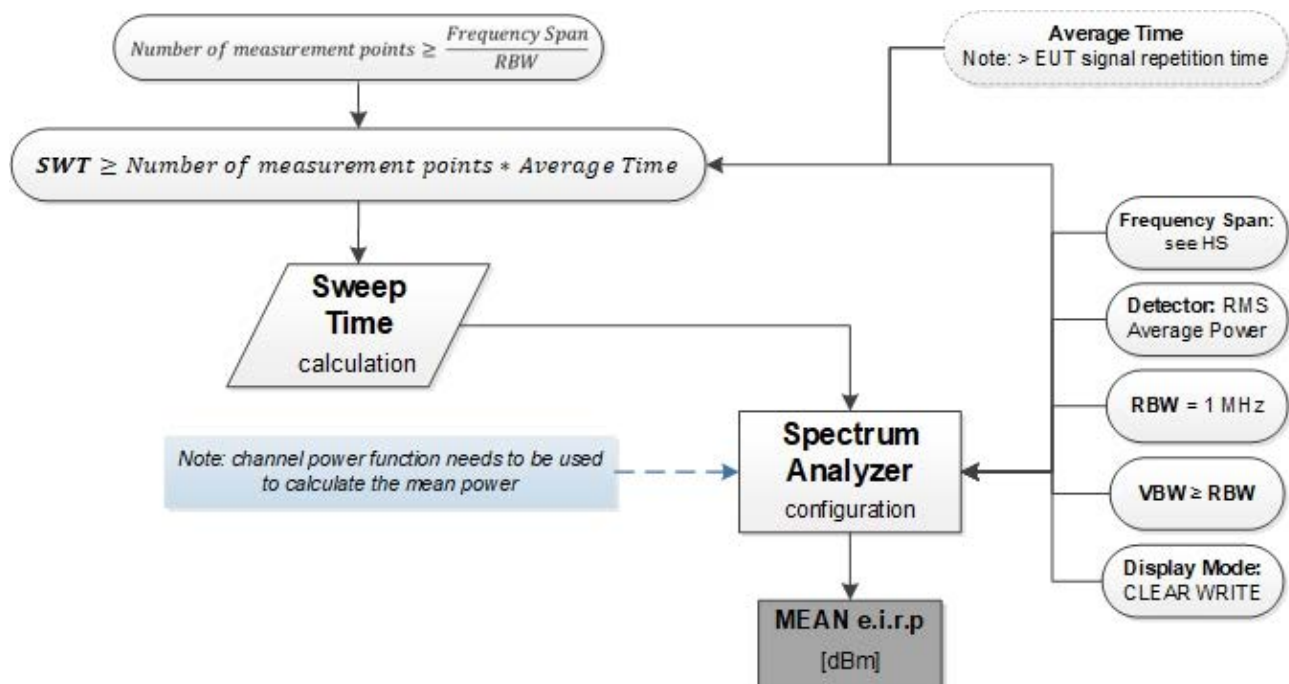 Number of measurement points ≥ Frequency Span / RBW
Average Time
Note: > EUT signal repetition time
SWT ≥ Number of measurement points * Average Time
Frequency Span:
see HS
Sweep
Time
calculation
Detector: RMS
Average Power
RBW = 1 MHz
Note: channel power function needs to be used
to calculate the mean power
Spectrum
Analyzer
configuration
VBW ≥ RBW
Display Mode:
CLEAR WRITE
MEAN e.i.r.p
[dBm]